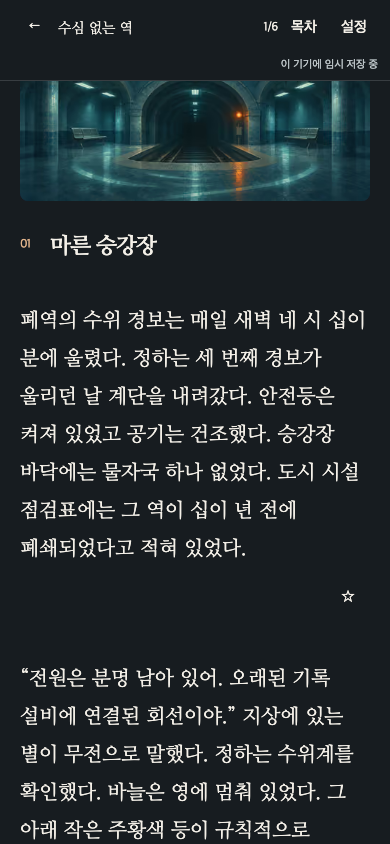 ← 수심 없는 역 1/6 목차 설정
이 기기에 임시 저장 중
01 마른 승강장
폐역의 수위 경보는 매일 새벽 네 시 십이
분에 울렸다. 정하는 세 번째 경보가
울리던 날 계단을 내려갔다. 안전등은
켜져 있었고 공기는 건조했다. 승강장
바닥에는 물자국 하나 없었다. 도시 시설
점검표에는 그 역이 십이 년 전에
폐쇄되었다고 적혀 있었다.
☆
“전원은 분명 남아 있어. 오래된 기록
설비에 연결된 회선이야.” 지상에 있는
별이 무전으로 말했다. 정하는 수위계를
확인했다. 바늘은 영에 멈춰 있었다. 그
아래 작은 주황색 등이 규칙적으로